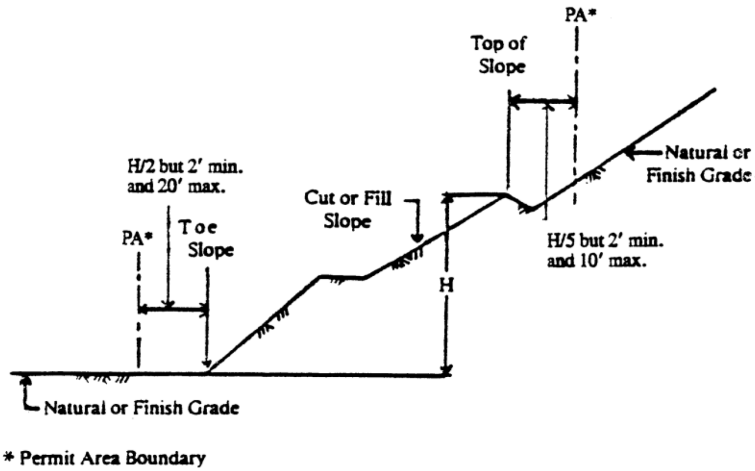 PA*
Top of
Slope
H/2 but 2' min.
and 20' max.
Natural or
Finish Grade
Cut or Fill
Slope
PA*
Toe
Slope
H/5 but 2' min.
and 10' max.
H
Natural or Finish Grade
* Permit Area Boundary